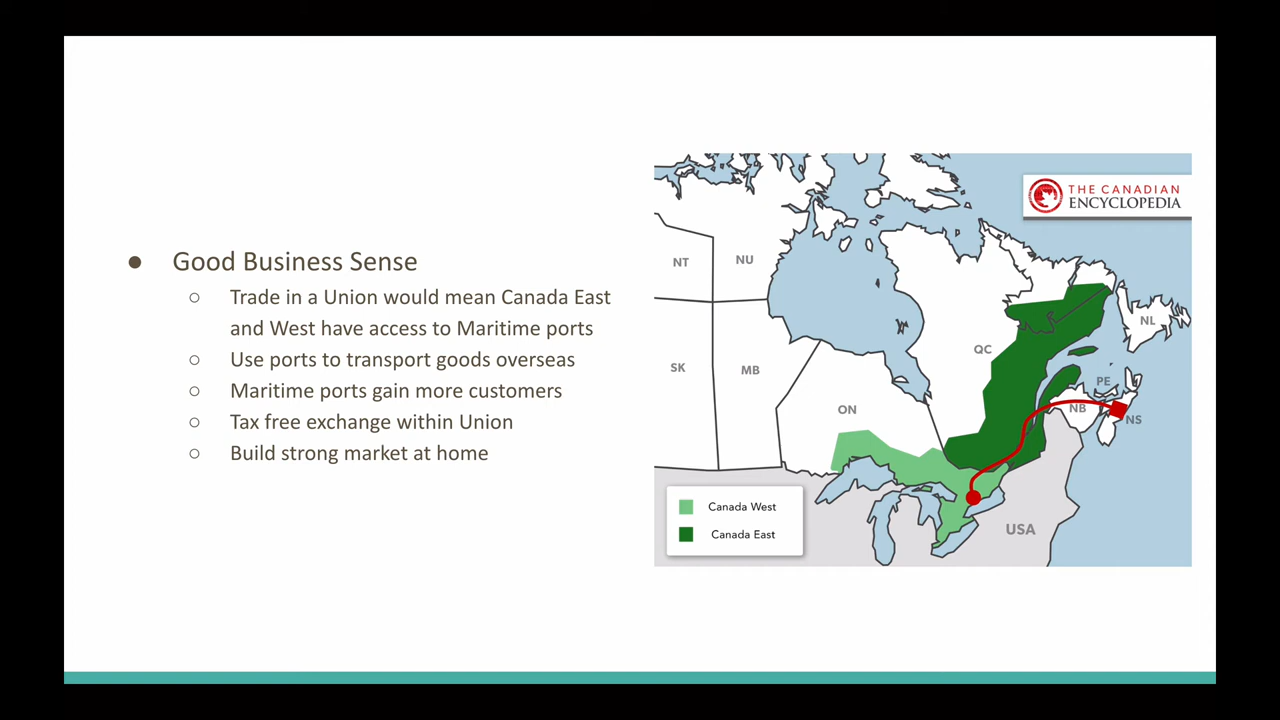 ● Good Business Sense
○ Trade in a Union would mean Canada East
and West have access to Maritime ports
○ Use ports to transport goods overseas
○ Maritime ports gain more customers
○ Tax free exchange within Union
○ Build strong market at home
THE CANADIAN
ENCYCLOPEDIA
NT
NU
NL
QC
SK
MB
PE
ON
NB
NS
Canada West
Canada East
USA